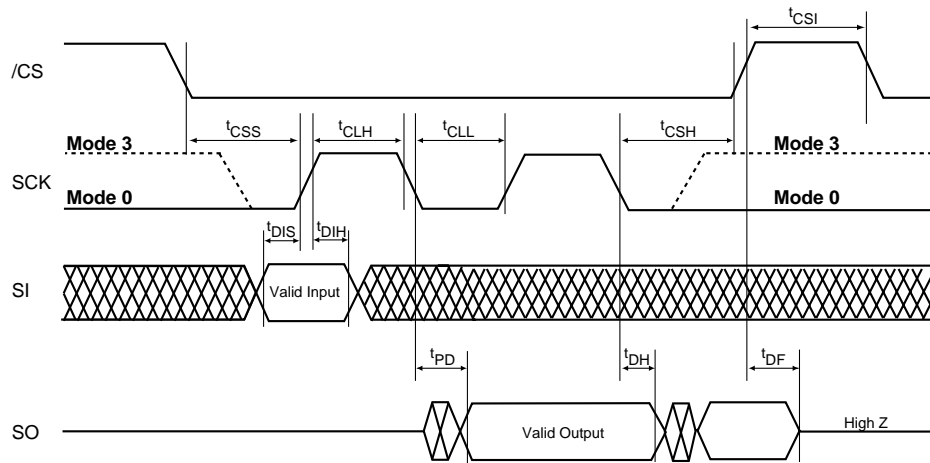 tCSI
/CS
tCSS tCLH tCLL tCSH
Mode 3 Mode 3
SCK
Mode 0 Mode 0
tDIS tDIH
SI Valid Input
tPD tDH tDF
SO Valid Output High Z